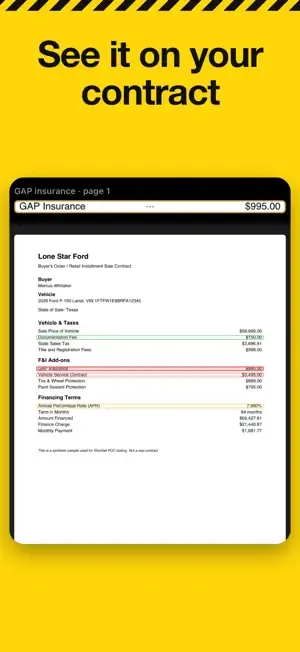 See it on your
contract
GAP insurance · page 1
GAP Insurance --- $995.00
Lone Star Ford
Buyer's Order / Retail Installment Sale Contract
Buyer
Marcus Whitaker
Vehicle
2026 Ford F-150 Lariat, VIN 1FTFW1E88RFA12345
State of Sale: Texas
Vehicle & Taxes
Sale Price of Vehicle $58,999.00
Documentation Fee $150.00
State Sales Tax $3,696.81
Title and Registration Fees $398.00
F&I Add-ons
GAP Insurance $995.00
Vehicle Service Contract $3,495.00
Tire & Wheel Protection $899.00
Paint Sealant Protection $795.00
Financing Terms
Annual Percentage Rate (APR) 7.990%
Term in Months 84 months
Amount Financed $69,427.81
Finance Charge $21,440.87
Monthly Payment $1,081.77
This is a synthetic sample used for testing. Not a real contract.